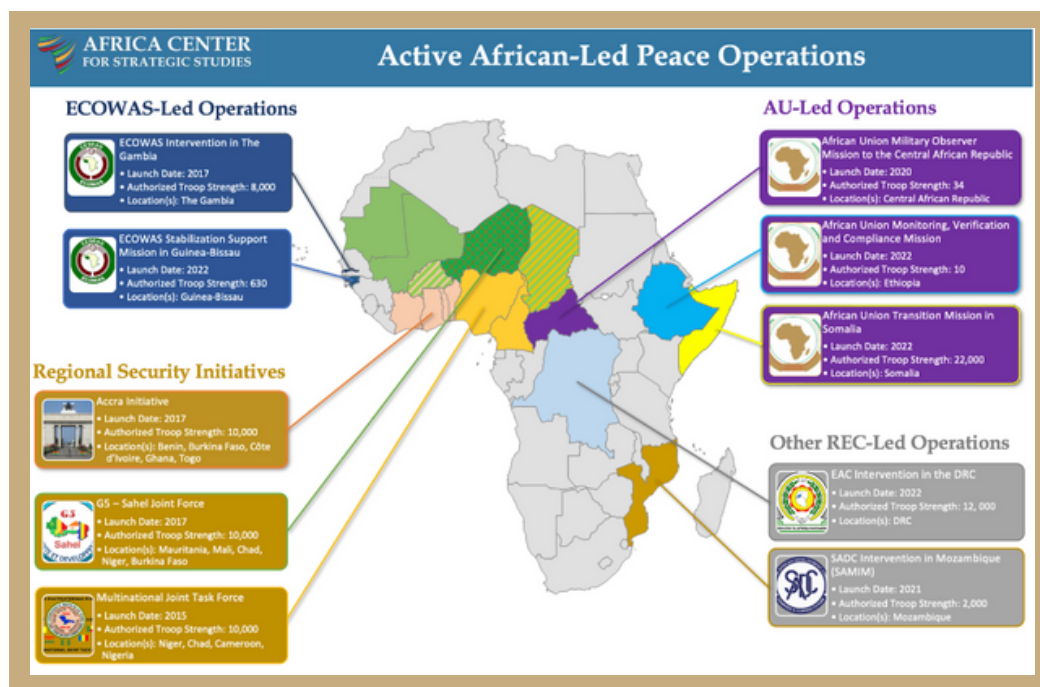 AFRICA CENTER
FOR STRATEGIC STUDIES
Active African-Led Peace Operations
ECOWAS-Led Operations
ECOWAS
ECOWAS Intervention in The
Gambia
• Launch Date: 2017
• Authorized Troop Strength: 8,000
• Location(s): The Gambia
ECOWAS
ECOWAS Stabilization Support
Mission in Guinea-Bissau
• Launch Date: 2022
• Authorized Troop Strength: 630
• Location(s): Guinea-Bissau
Regional Security Initiatives
Accra Initiative
• Launch Date: 2017
• Authorized Troop Strength: 10,000
• Location(s): Benin, Burkina Faso, Côte
d'Ivoire, Ghana, Togo
G5
Sahel
G5 – Sahel Joint Force
• Launch Date: 2017
• Authorized Troop Strength: 10,000
• Location(s): Mauritania, Mali, Chad,
Niger, Burkina Faso
Multinational Joint Task Force
• Launch Date: 2015
• Authorized Troop Strength: 10,000
• Location(s): Niger, Chad, Cameroon,
Nigeria
AU-Led Operations
African Union Military Observer
Mission to the Central African Republic
• Launch Date: 2020
• Authorized Troop Strength: 34
• Location(s): Central African Republic
African Union Monitoring, Verification
and Compliance Mission
• Launch Date: 2022
• Authorized Troop Strength: 10
• Location(s): Ethiopia
African Union Transition Mission in
Somalia
• Launch Date: 2022
• Authorized Troop Strength: 22,000
• Location(s): Somalia
Other REC-Led Operations
EAC Intervention in the DRC
• Launch Date: 2022
• Authorized Troop Strength: 12, 000
• Location(s): DRC
SADC
SADC Intervention in Mozambique
(SAMIM)
• Launch Date: 2021
• Authorized Troop Strength: 2,000
• Location(s): Mozambique